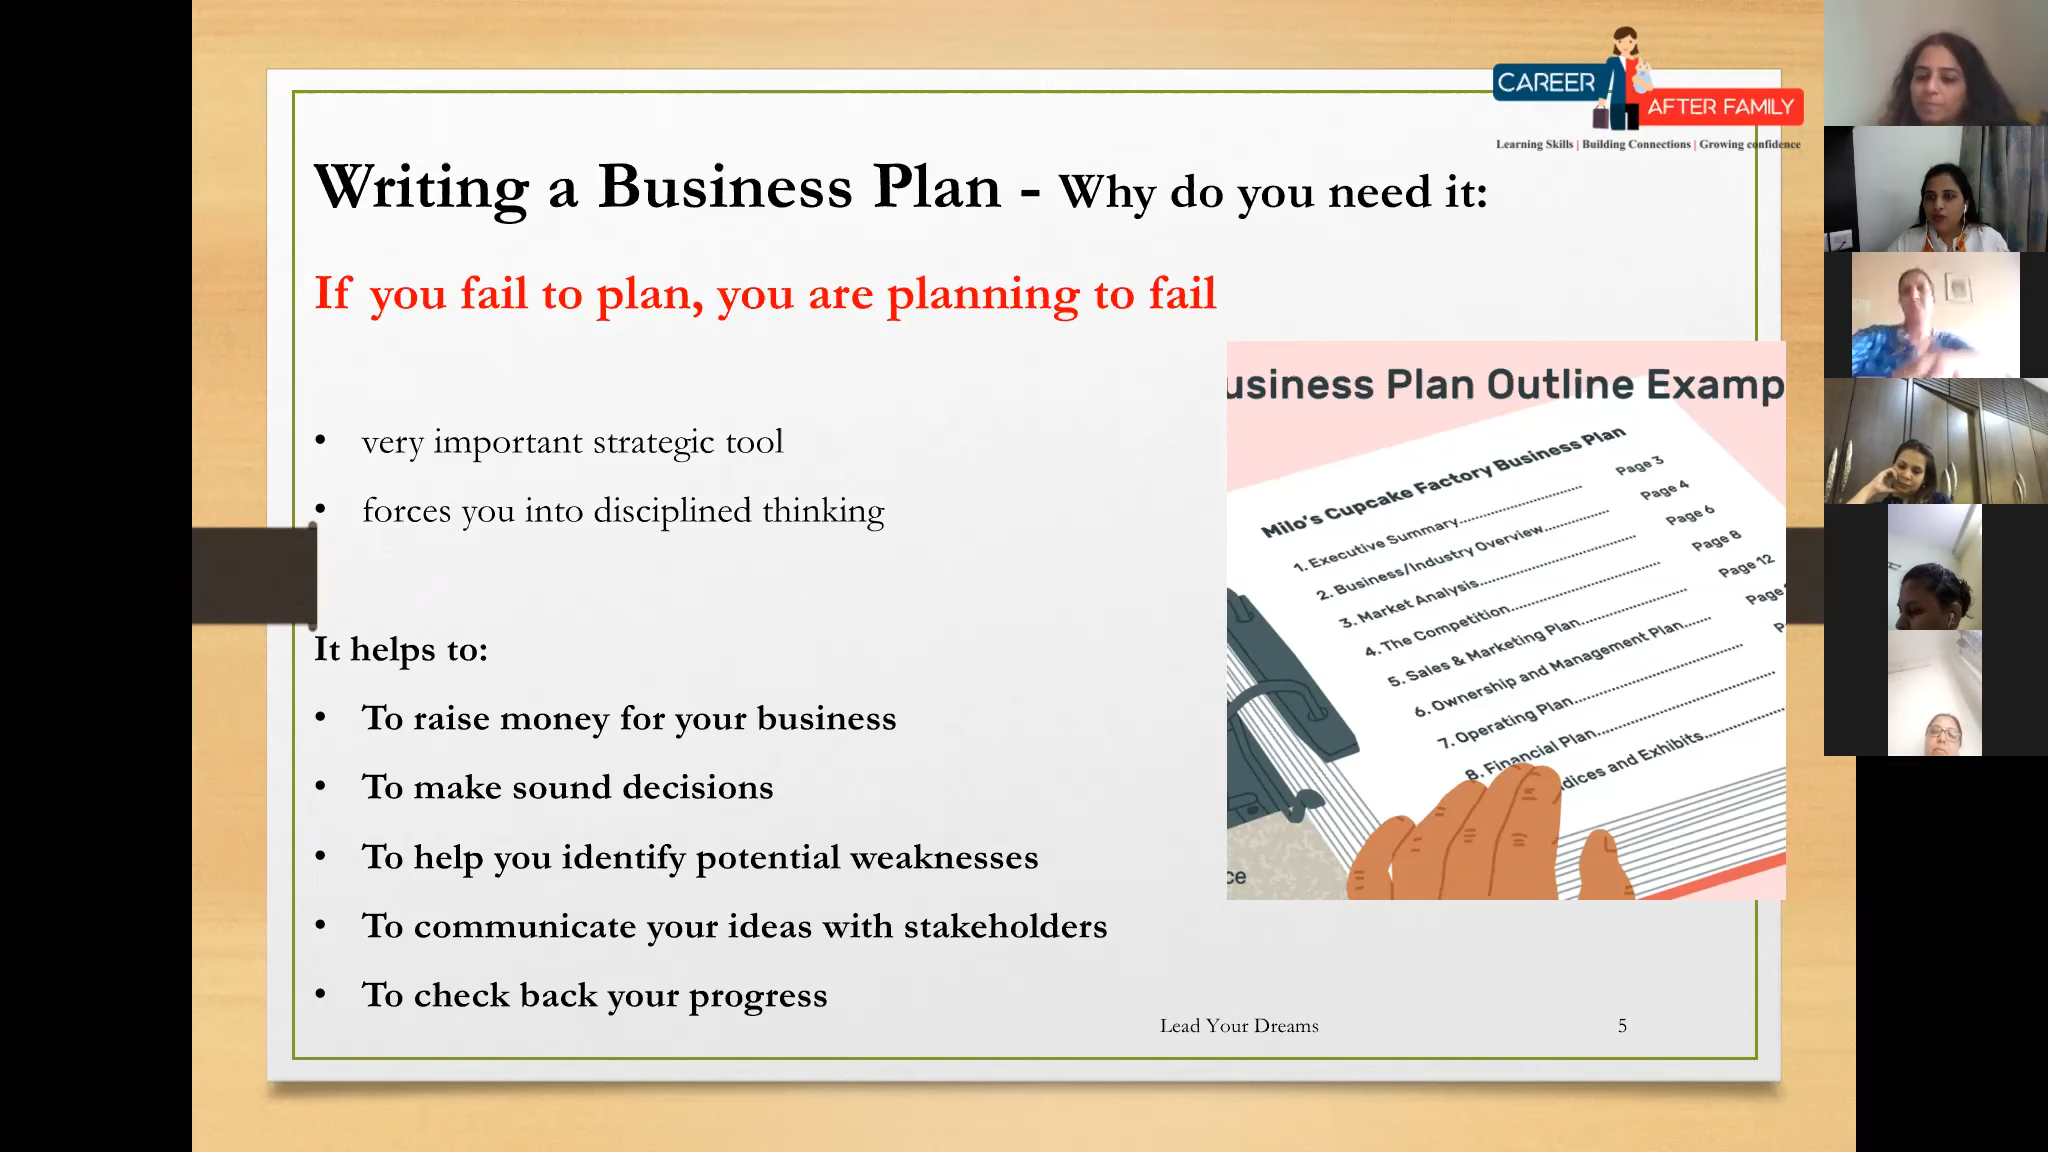 CAREER
AFTER FAMILY
Learning Skills | Building Connections | Growing confidence
Writing a Business Plan - Why do you need it:
If you fail to plan, you are planning to fail
• very important strategic tool
• forces you into disciplined thinking
It helps to:
• To raise money for your business
• To make sound decisions
• To help you identify potential weaknesses
• To communicate your ideas with stakeholders
• To check back your progress
usiness Plan Outline Examp
Milo's Cupcake Factory Business Plan
1. Executive Summary Page 3
2. Business/Industry Overview Page 4
3. Market Analysis Page 6
4. The Competition Page 8
5. Sales & Marketing Plan Page 12
6. Ownership and Management Plan Page
7. Operating Plan P
8. Financial Plan
dices and Exhibits
ce
Lead Your Dreams
5